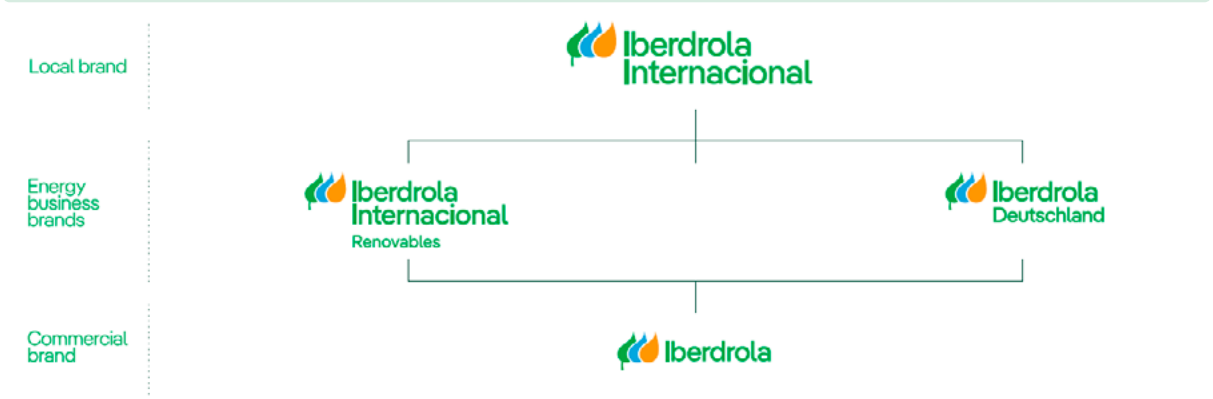 Local brand
Iberdrola
Internacional
Energy
business
brands
Iberdrola
Internacional
Renovables
Iberdrola
Deutschland
Commercial
brand
Iberdrola